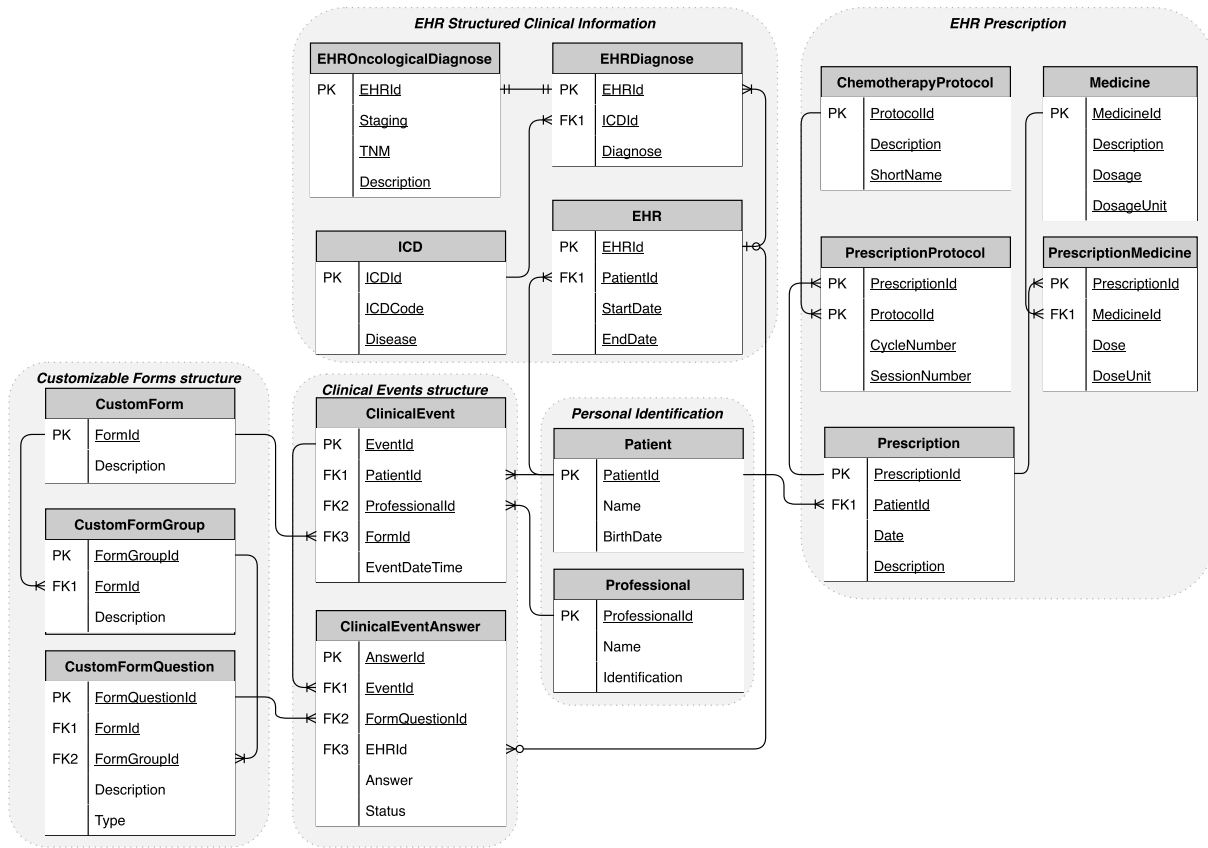 EHR Structured Clinical Information
EHROncologicalDiagnose
PK EHRId
Staging
TNM
Description
EHRDiagnose
PK EHRId
FK1 ICDId
Diagnose
ICD
PK ICDId
ICDCode
Disease
EHR
PK EHRId
FK1 PatientId
StartDate
EndDate
EHR Prescription
ChemotherapyProtocol
PK ProtocolId
Description
ShortName
Medicine
PK MedicineId
Description
Dosage
DosageUnit
PrescriptionProtocol
PK PrescriptionId
PK ProtocolId
CycleNumber
SessionNumber
PrescriptionMedicine
PK PrescriptionId
FK1 MedicineId
Dose
DoseUnit
Prescription
PK PrescriptionId
FK1 PatientId
Date
Description
Customizable Forms structure
CustomForm
PK FormId
Description
CustomFormGroup
PK FormGroupId
FK1 FormId
Description
CustomFormQuestion
PK FormQuestionId
FK1 FormId
FK2 FormGroupId
Description
Type
Clinical Events structure
ClinicalEvent
PK EventId
FK1 PatientId
FK2 ProfessionalId
FK3 FormId
EventDateTime
ClinicalEventAnswer
PK AnswerId
FK1 EventId
FK2 FormQuestionId
FK3 EHRId
Answer
Status
Personal Identification
Patient
PK PatientId
Name
BirthDate
Professional
PK ProfessionalId
Name
Identification